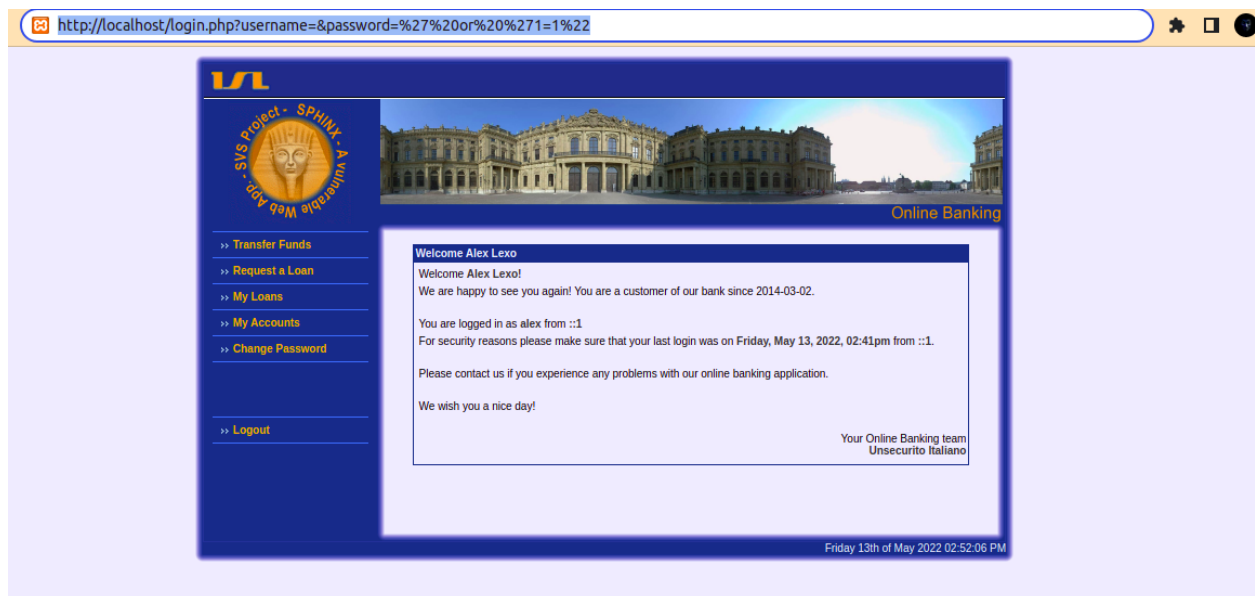 http://localhost/login.php?username=&password=%27%20or%20%271=1%22
SVS Project - SPHINX - A vulnerable Web App. -
Online Banking
›› Transfer Funds
›› Request a Loan
›› My Loans
›› My Accounts
›› Change Password
›› Logout
Welcome Alex Lexo
Welcome Alex Lexo!
We are happy to see you again! You are a customer of our bank since 2014-03-02.
You are logged in as alex from ::1
For security reasons please make sure that your last login was on Friday, May 13, 2022, 02:41pm from ::1.
Please contact us if you experience any problems with our online banking application.
We wish you a nice day!
Your Online Banking team
Unsecurito Italiano
Friday 13th of May 2022 02:52:06 PM